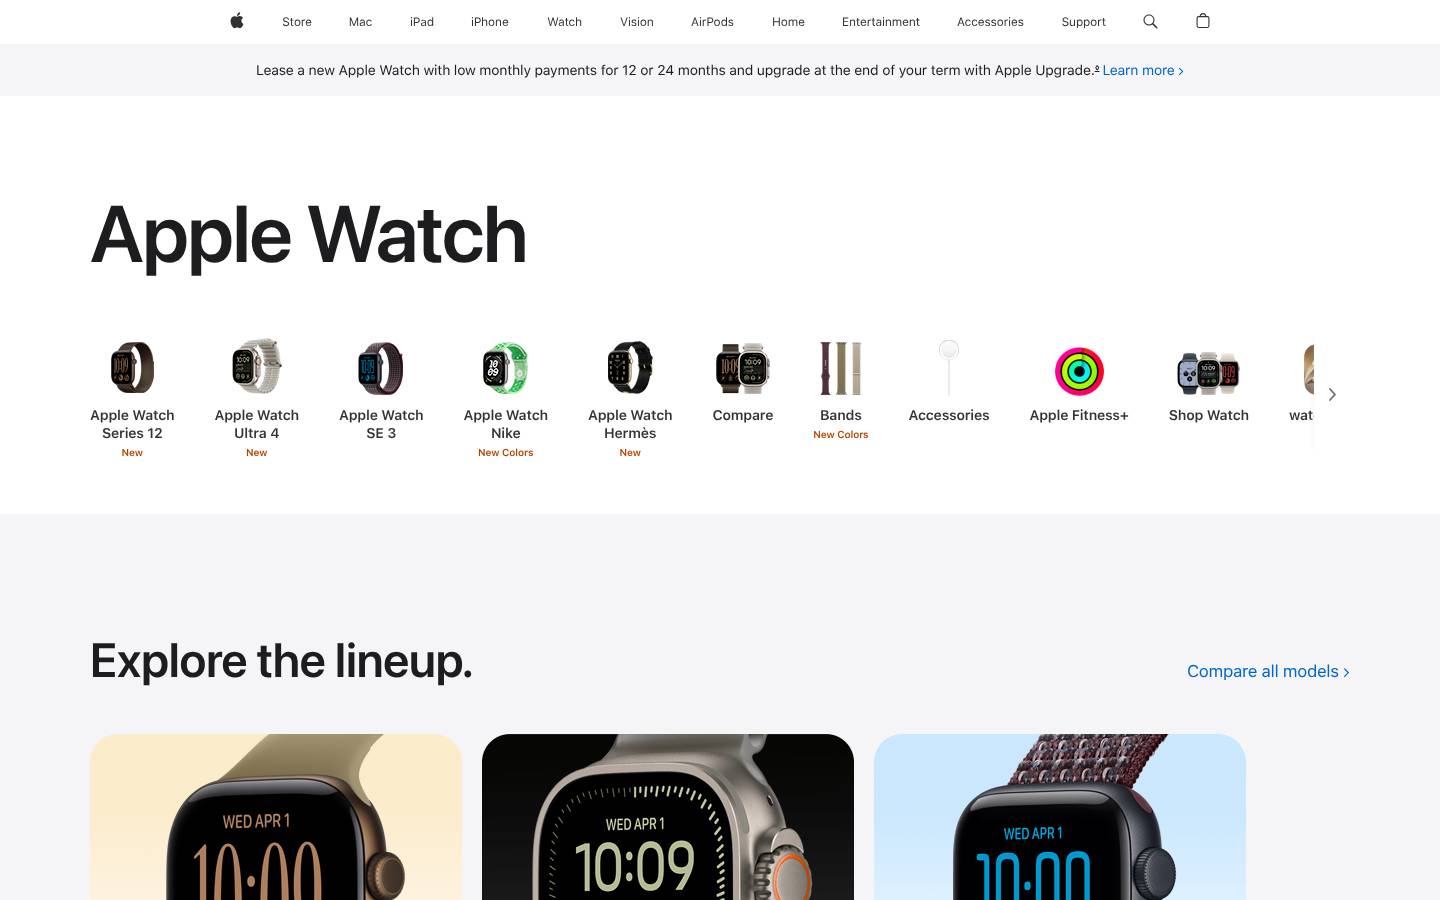 Store
Mac
iPad
iPhone
Watch
Vision
AirPods
Home
Entertainment
Accessories
Support
Lease a new Apple Watch with low monthly payments for 12 or 24 months and upgrade at the end of your term with Apple Upgrade.◊ Learn more >
Apple Watch
Apple Watch
Series 12
New
Apple Watch
Ultra 4
New
Apple Watch
SE 3
Apple Watch
Nike
New Colors
Apple Watch
Hermès
New
Compare
Bands
New Colors
Accessories
Apple Fitness+
Shop Watch
wat
Explore the lineup.
Compare all models >
WED APR 1
10:09
WED APR 1
10:09
WED APR 1
10:09